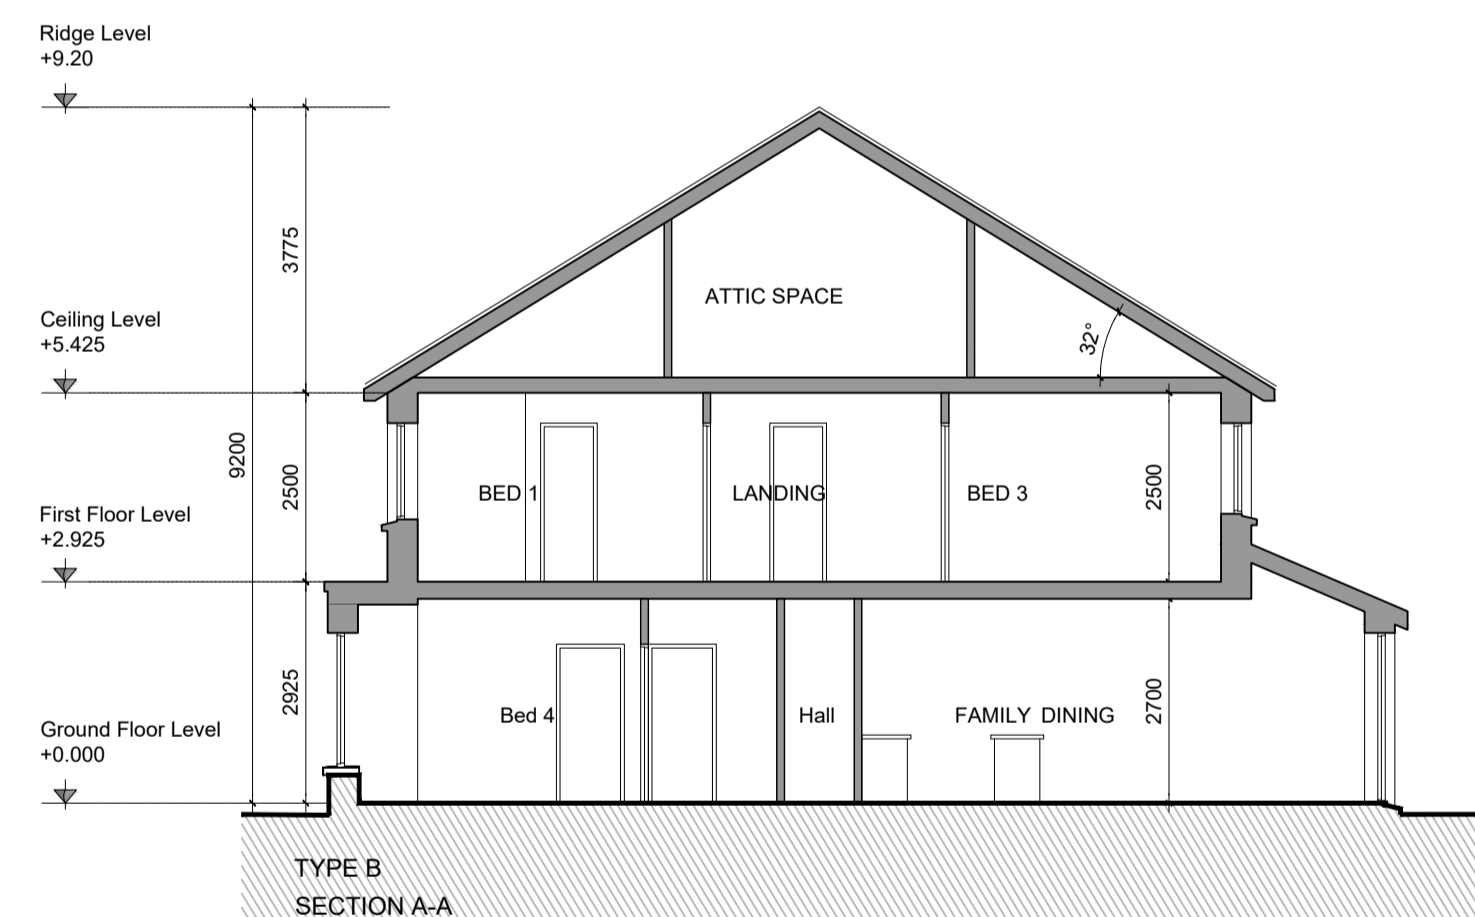 Ridge Level
+9.20
3775
ATTIC SPACE
32°
Ceiling Level
+5.425
9200
2500
BED 1
LANDING
BED 3
2500
First Floor Level
+2.925
2925
Bed 4
Hall
FAMILY DINING
2700
Ground Floor Level
+0.000
TYPE B
SECTION A-A